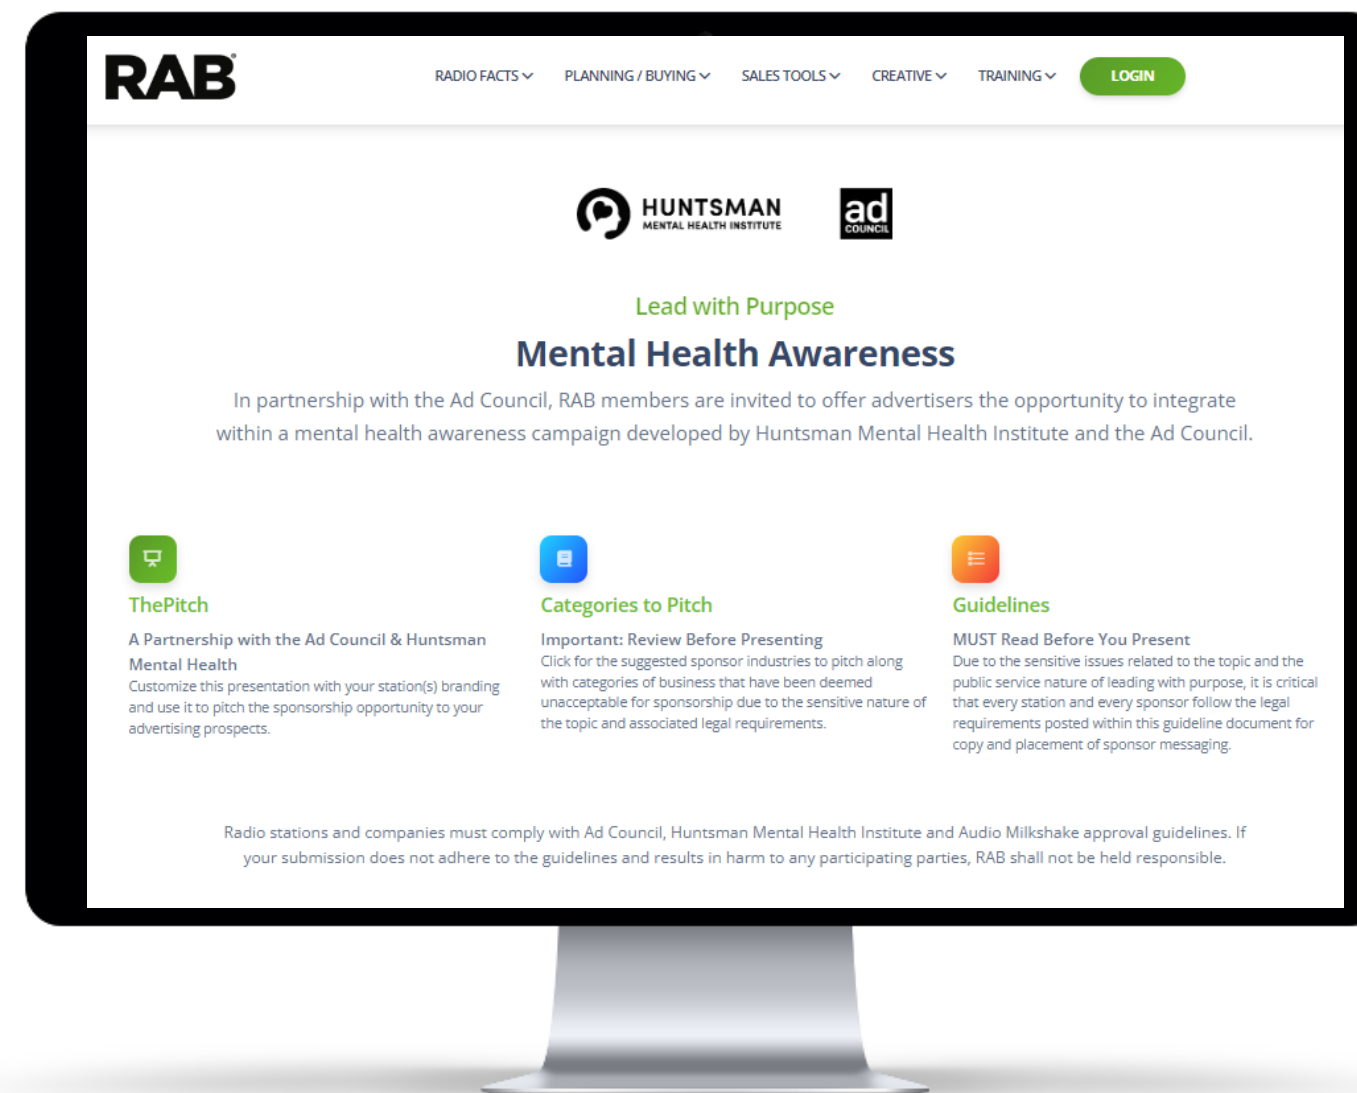 RAB®
RADIO FACTS
PLANNING / BUYING
SALES TOOLS
CREATIVE
TRAINING
LOGIN
HUNTSMAN
MENTAL HEALTH INSTITUTE
ad
COUNCIL
Lead with Purpose
Mental Health Awareness
In partnership with the Ad Council, RAB members are invited to offer advertisers the opportunity to integrate
within a mental health awareness campaign developed by Huntsman Mental Health Institute and the Ad Council.
ThePitch
A Partnership with the Ad Council & Huntsman
Mental Health
Customize this presentation with your station(s) branding
and use it to pitch the sponsorship opportunity to your
advertising prospects.
Categories to Pitch
Important: Review Before Presenting
Click for the suggested sponsor industries to pitch along
with categories of business that have been deemed
unacceptable for sponsorship due to the sensitive nature of
the topic and associated legal requirements.
Guidelines
MUST Read Before You Present
Due to the sensitive issues related to the topic and the
public service nature of leading with purpose, it is critical
that every station and every sponsor follow the legal
requirements posted within this guideline document for
copy and placement of sponsor messaging.
Radio stations and companies must comply with Ad Council, Huntsman Mental Health Institute and Audio Milkshake approval guidelines. If
your submission does not adhere to the guidelines and results in harm to any participating parties, RAB shall not be held responsible.